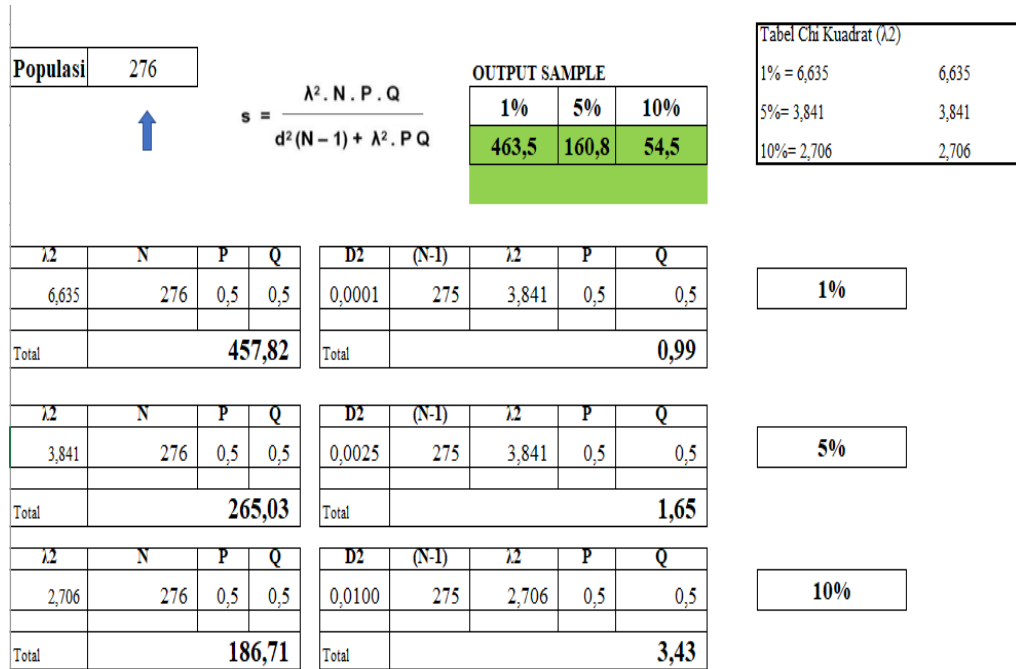 Tabel Chi Kuadrat (λ2)
Populasi 276
1% = 6,635 6,635
5%= 3,841 3,841
10%= 2,706 2,706
s = λ². N . P . Q
d² (N – 1) + λ². P Q
OUTPUT SAMPLE
1% 5% 10%
463,5 160,8 54,5
λ2 N P Q D2 (N-1) λ2 P Q
6,635 276 0,5 0,5 0,0001 275 3,841 0,5 0,5 1%
Total 457,82 Total 0,99
λ2 N P Q D2 (N-1) λ2 P Q
3,841 276 0,5 0,5 0,0025 275 3,841 0,5 0,5 5%
Total 265,03 Total 1,65
λ2 N P Q D2 (N-1) λ2 P Q
2,706 276 0,5 0,5 0,0100 275 2,706 0,5 0,5 10%
Total 186,71 Total 3,43